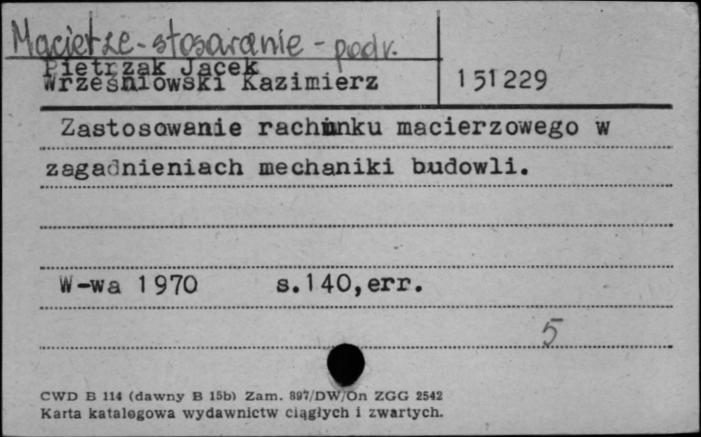 Macierze - stosowanie - podr.
Pietrzak Jacek
Wrześniowski Kazimierz
151229
Zastosowanie rachunku macierzowego w
zagadnieniach mechaniki budowli.
W-wa 1970 s.140,err.
5
CWD B 114 (dawny B 15b) Zam. 897/DW/On ZGG 2542
Karta katalogowa wydawnictw ciągłych i zwartych.